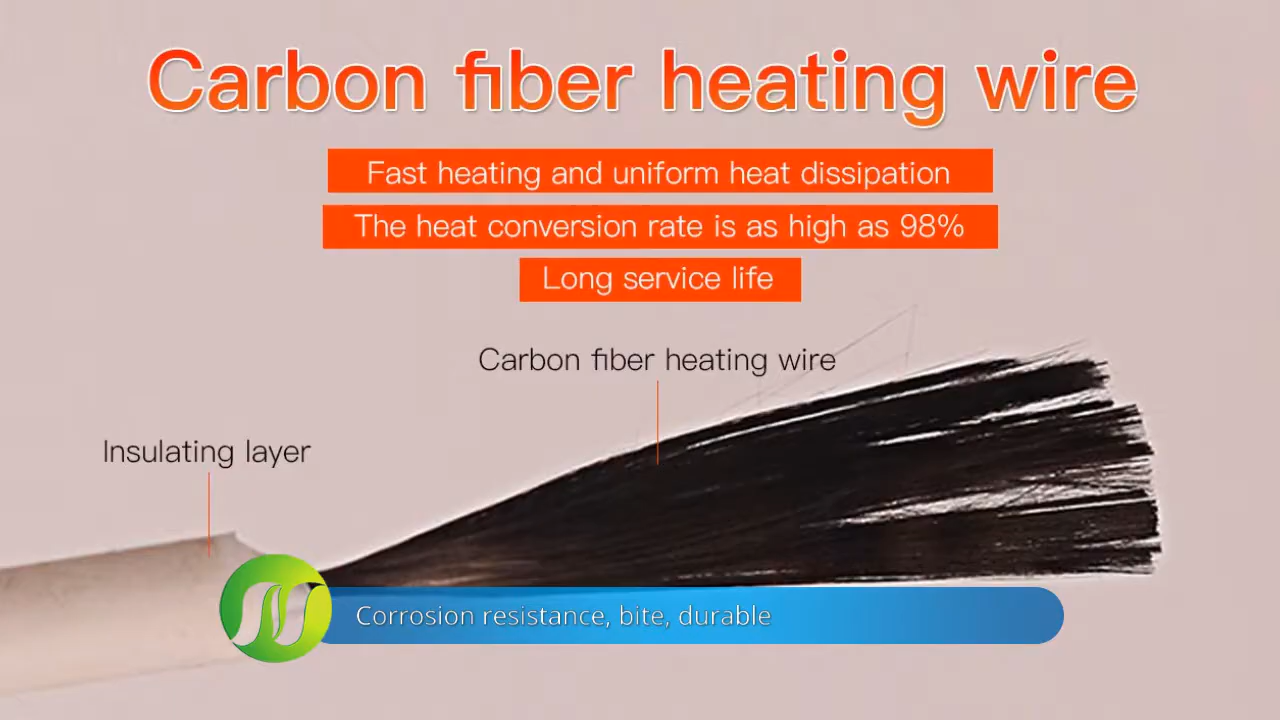 Carbon fiber heating wire
Fast heating and uniform heat dissipation
The heat conversion rate is as high as 98%
Long service life
Carbon fiber heating wire
Insulating layer
Corrosion resistance, bite, durable